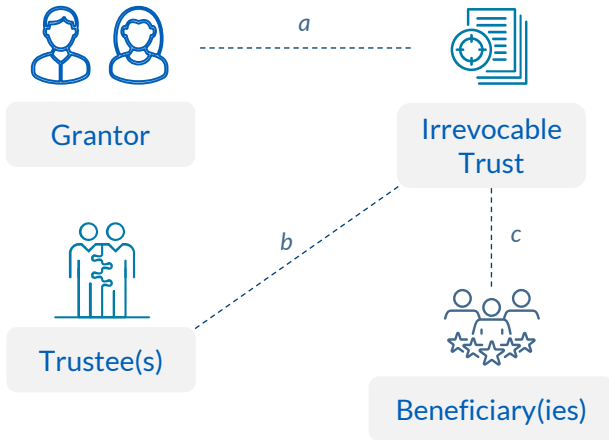 a
Grantor
Irrevocable
Trust
b
c
Trustee(s)
Beneficiary(ies)